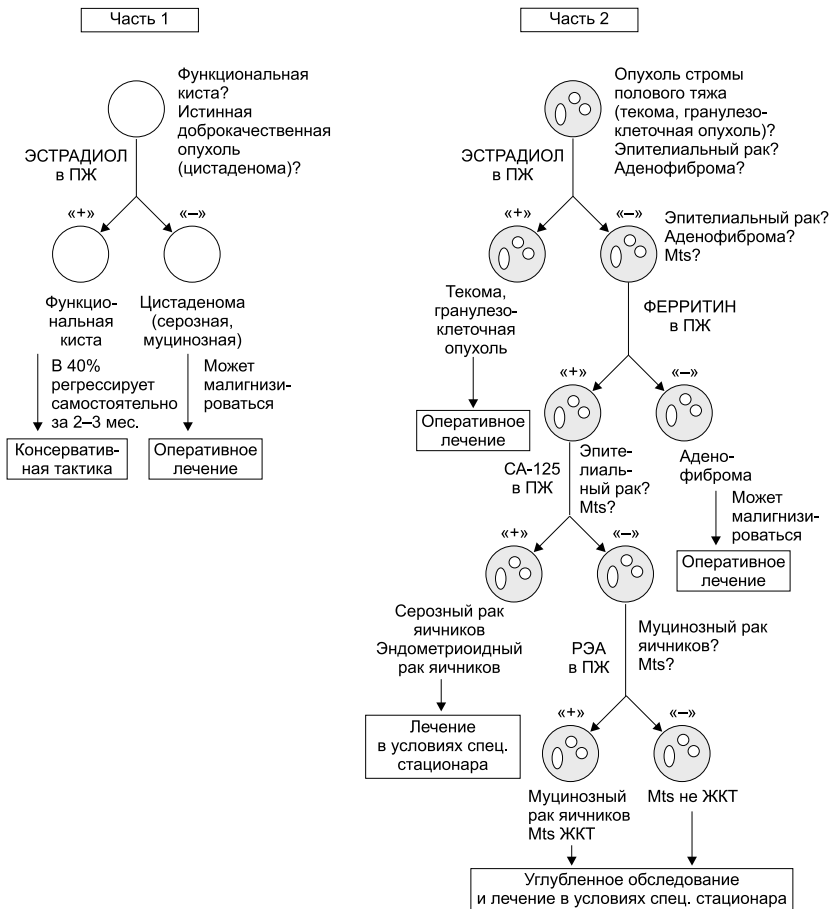 Часть 1
Функциональная
киста?
Истинная
доброкачественная
опухоль
(цистаденома)?
ЭСТРАДИОЛ
в ПЖ
«+»
«–»
Функцио-
нальная
киста
Цистаденома
(серозная,
муцинозная)
В 40%
регрессирует
самостоятельно
за 2–3 мес.
Может
малигнизи-
роваться
Консерватив-
ная тактика
Оперативное
лечение
Часть 2
Опухоль стромы
полового тяжа
(текома, гранулезо-
клеточная опухоль)?
Эпителиальный рак?
Аденофиброма?
ЭСТРАДИОЛ
в ПЖ
«+»
«–»
Эпителиальный рак?
Аденофиброма?
Mts?
Текома,
гранулезо-
клеточная
опухоль
Оперативное
лечение
ФЕРРИТИН
в ПЖ
«+»
«–»
СА-125
в ПЖ
Эпите-
лиаль-
ный рак?
Mts?
Адено-
фиброма
Может
малигнизи-
роваться
Оперативное
лечение
«+»
«–»
Серозный рак
яичников
Эндометриоидный
рак яичников
Лечение
в условиях спец.
стационара
РЭА
в ПЖ
Муцинозный рак
яичников?
Mts?
«+»
«–»
Муцинозный
рак яичников
Mts ЖКТ
Mts не ЖКТ
Углубленное обследование
и лечение в условиях спец. стационара